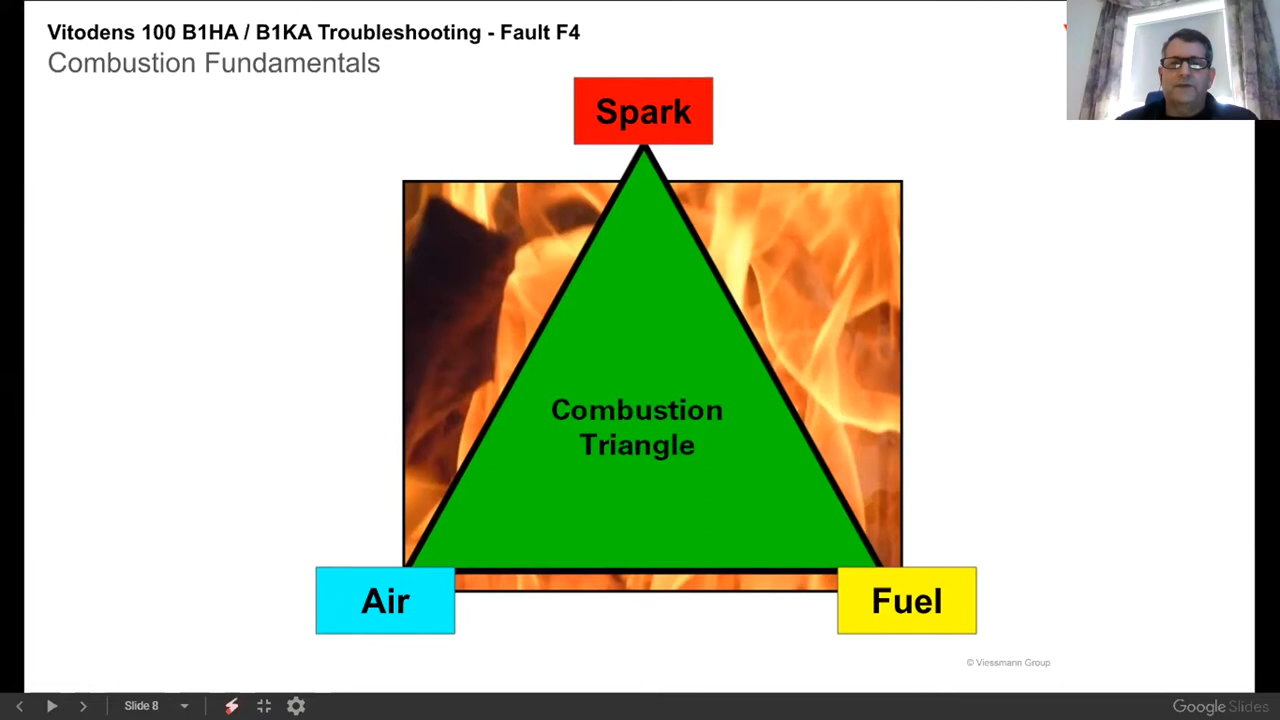 Vitodens 100 B1HA / B1KA Troubleshooting - Fault F4
Combustion Fundamentals
Spark
Combustion
Triangle
Air
Fuel
© Viessmann Group
Slide 8
Google Slides